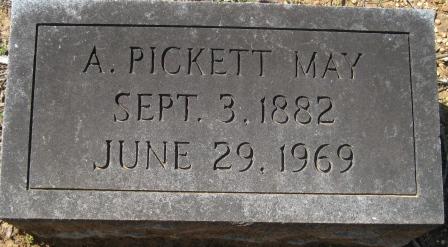 A. PICKETT MAY
SEPT. 3, 1882
JUNE 29, 1969